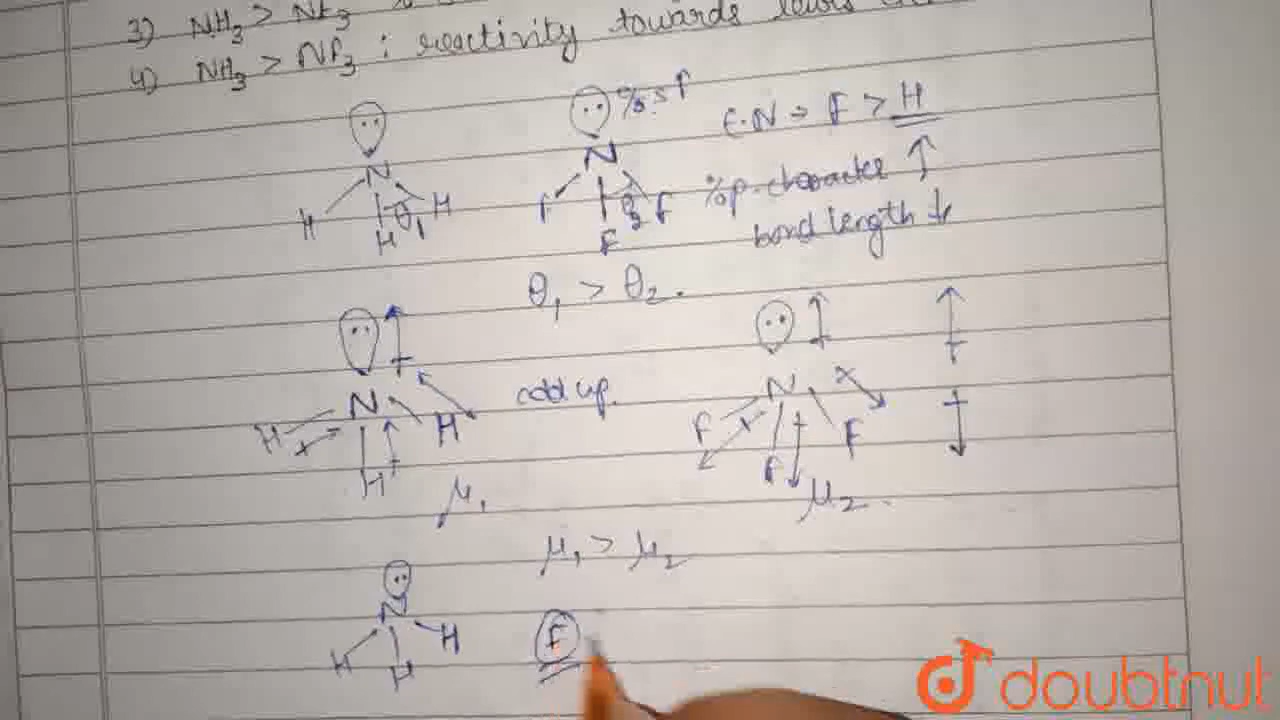 3) NH3 > NF3
4) NH3 > NF3 : reactivity towards lewis
N
H
H
H
θ1
%s↑
N
F
F
F
θ2
E.N ⇒ F > H
%p-character ↑
bond length ↓
θ1 > θ2.
N
H
H
H
add up.
μ1
N
F
F
F
μ2.
μ1 > μ2
N
H
H
H
F
doubtnut